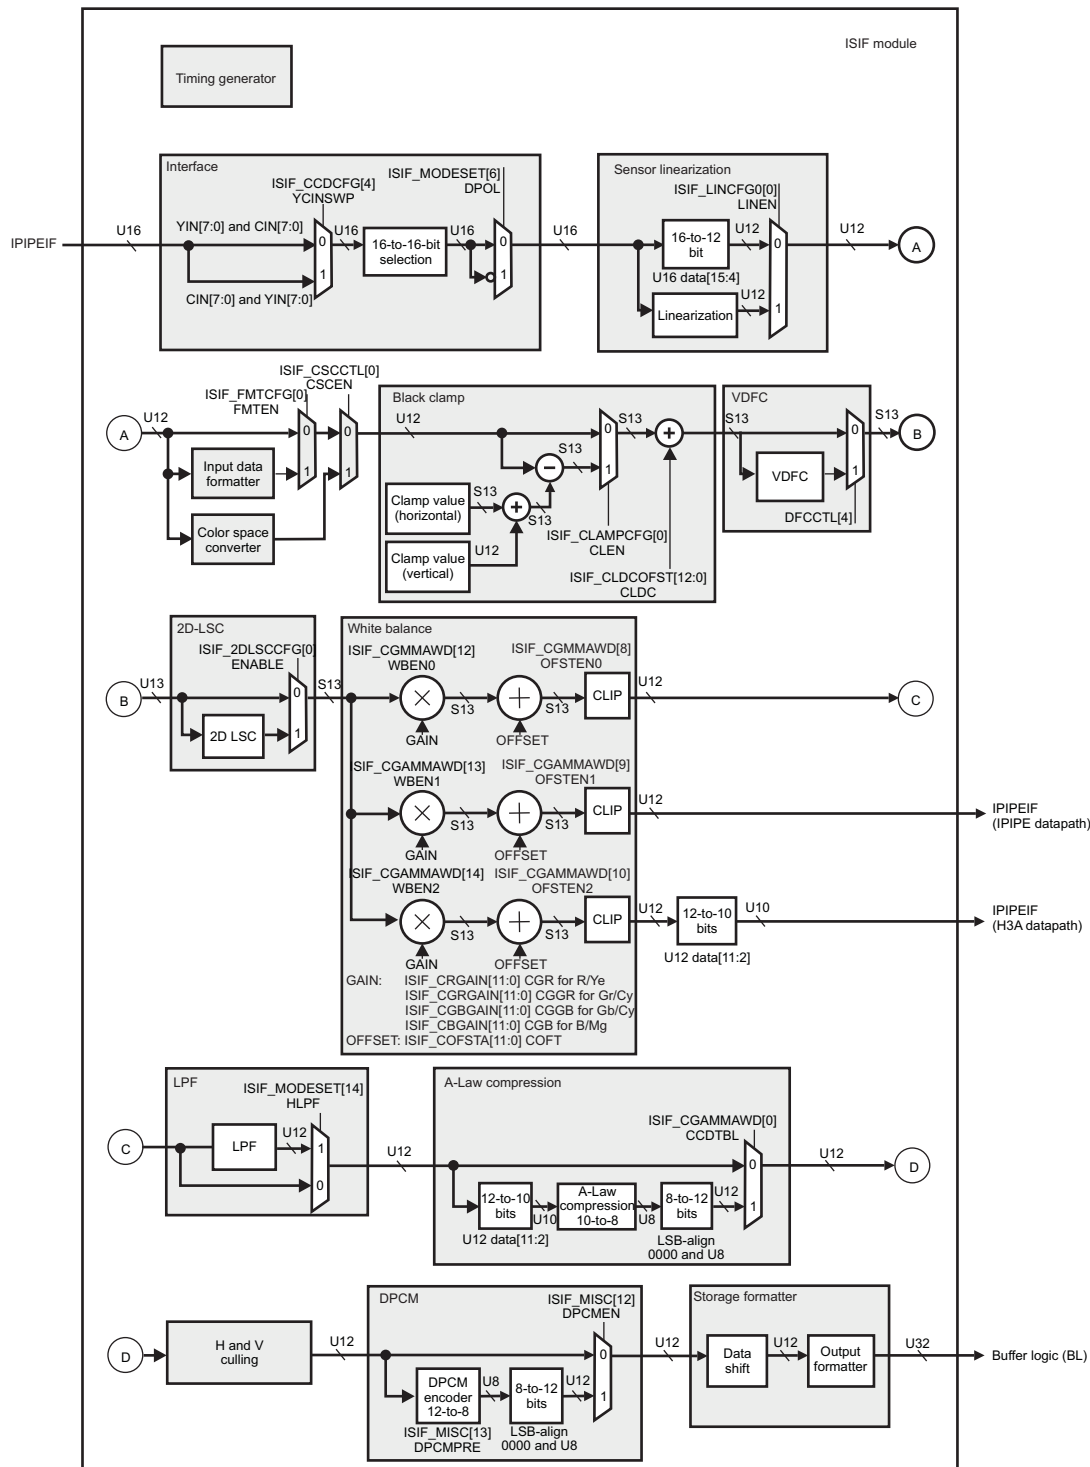 ISIF module
Timing generator
Interface
ISIF_CCDCFG[4]
YCINSWP
ISIF_MODESET[6]
DPOL
IPIPEIF
U16
YIN[7:0] and CIN[7:0]
0
U16
16-to-16-bit
selection
U16
0
U16
1
1
CIN[7:0] and YIN[7:0]
Sensor linearization
ISIF_LINCFG0[0]
LINEN
16-to-12
bit
U12
0
U12
A
U16 data[15:4]
U12
Linearization
1
ISIF_CSCCTL[0]
CSCEN
ISIF_FMTCFG[0]
FMTEN
A
U12
0
0
Input data
formatter
1
1
Color space
converter
Black clamp
U12
0
S13
+
S13
−
1
Clamp value
(horizontal)
S13
+
S13
Clamp value
(vertical)
U12
ISIF_CLAMPCFG[0]
CLEN
ISIF_CLDCOFST[12:0]
CLDC
VDFC
S13
0
S13
B
VDFC
1
DFCCTL[4]
2D-LSC
ISIF_2DLSCCFG[0]
ENABLE
B
U13
0
S13
2D LSC
1
White balance
ISIF_CGMMAWD[12]
WBEN0
ISIF_CGMMAWD[8]
OFSTEN0
S13
S13
CLIP
U12
C
GAIN
OFFSET
ISIF_CGAMMAWD[13]
WBEN1
ISIF_CGAMMAWD[9]
OFSTEN1
S13
S13
CLIP
U12
IPIPEIF
(IPIPE datapath)
GAIN
OFFSET
ISIF_CGAMMAWD[14]
WBEN2
ISIF_CGAMMAWD[10]
OFSTEN2
S13
S13
CLIP
U12
12-to-10
bits
U10
IPIPEIF
(H3A datapath)
U12 data[11:2]
GAIN
OFFSET
GAIN: ISIF_CRGAIN[11:0] CGR for R/Ye
ISIF_CGRGAIN[11:0] CGGR for Gr/Cy
ISIF_CGBGAIN[11:0] CGGB for Gb/Cy
ISIF_CBGAIN[11:0] CGB for B/Mg
OFFSET: ISIF_COFSTA[11:0] COFT
LPF
ISIF_MODESET[14]
HLPF
C
LPF
U12
1
0
U12
A-Law compression
ISIF_CGAMMAWD[0]
CCDTBL
0
U12
D
12-to-10
bits
U10
A-Law
compression
10-to-8
U8
8-to-12
bits
U12
1
U12 data[11:2]
LSB-align
0000 and U8
D
H and V
culling
U12
DPCM
ISIF_MISC[12]
DPCMEN
0
U12
DPCM
encoder
12-to-8
U8
8-to-12
bits
U12
1
ISIF_MISC[13]
DPCMPRE
LSB-align
0000 and U8
Storage formatter
Data
shift
U12
Output
formatter
U32
Buffer logic (BL)